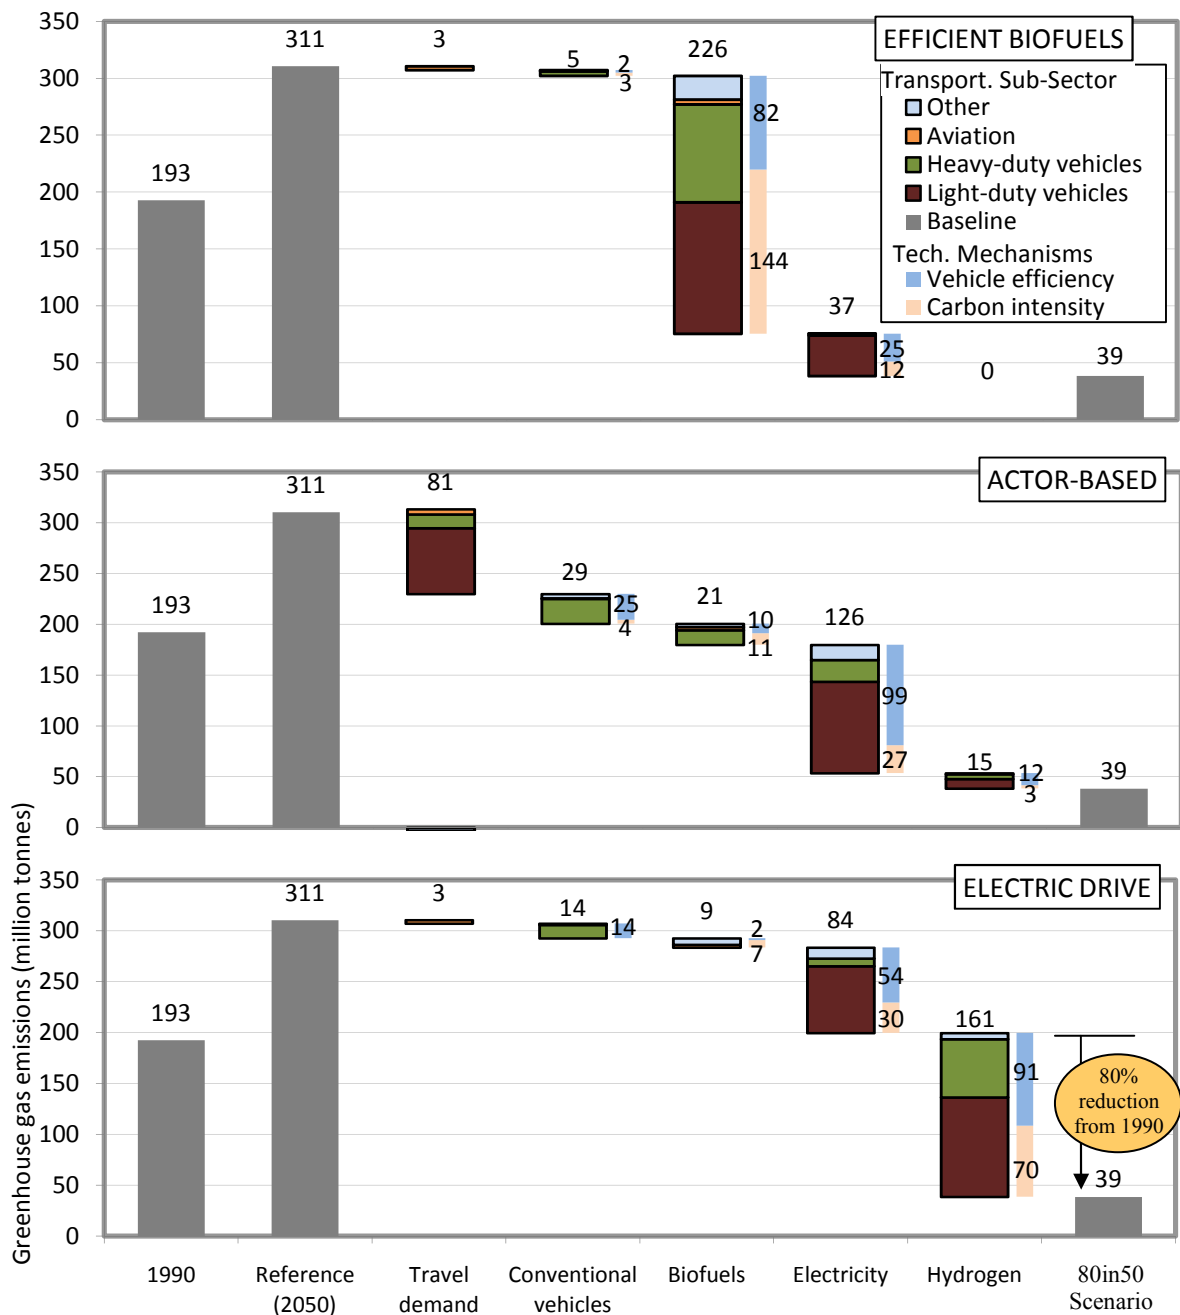 EFFICIENT BIOFUELS
Transport. Sub-Sector
Other
Aviation
Heavy-duty vehicles
Light-duty vehicles
Baseline
Tech. Mechanisms
Vehicle efficiency
Carbon intensity
350
300
250
200
150
100
50
0
193
311
3
5
2
3
226
82
144
37
25
12
0
39
ACTOR-BASED
350
300
250
200
150
100
50
0
193
311
81
29
25
4
21
10
11
126
99
27
15
12
3
39
ELECTRIC DRIVE
350
300
250
200
150
100
50
0
193
311
3
14
14
9
2
7
84
54
30
161
91
70
80%
reduction
from 1990
39
Greenhouse gas emissions (million tonnes)
1990
Reference
(2050)
Travel
demand
Conventional
vehicles
Biofuels
Electricity
Hydrogen
80in50
Scenario